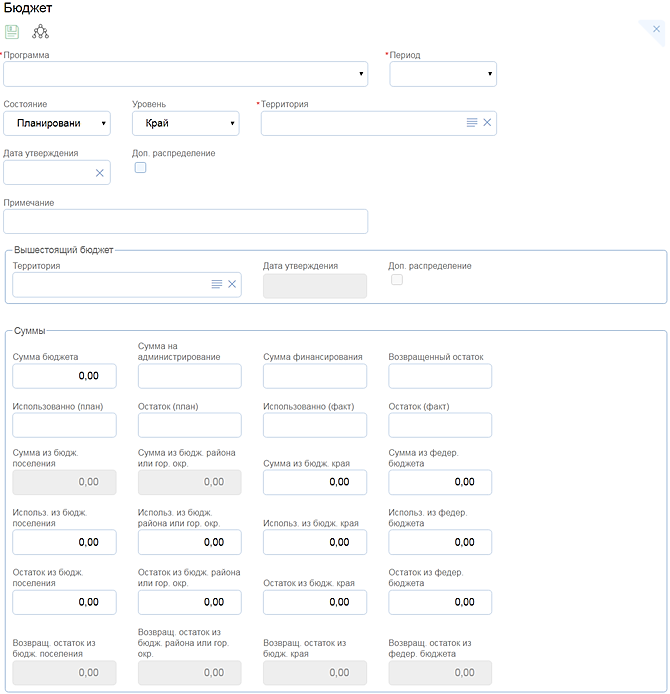 Бюджет
*Программа
*Период
Состояние
Уровень
*Территория
Планировани
Край
Дата утверждения
Доп. распределение
Примечание
Вышестоящий бюджет
Территория
Дата утверждения
Доп. распределение
Суммы
Сумма бюджета
Сумма на
администрирование
Сумма финансирования
Возвращенный остаток
0,00
Использованно (план)
Остаток (план)
Использованно (факт)
Остаток (факт)
Сумма из бюдж.
поселения
Сумма из бюдж. района
или гор. окр.
Сумма из бюдж. края
Сумма из федер.
бюджета
0,00
0,00
0,00
0,00
Использ. из бюдж.
поселения
Использ. из бюдж.
района или гор. окр.
Использ. из бюдж. края
Использ. из федер.
бюджета
0,00
0,00
0,00
0,00
Остаток из бюдж.
поселения
Остаток из бюдж. района
или гор. окр.
Остаток из бюдж. края
Остаток из федер.
бюджета
0,00
0,00
0,00
0,00
Возвращ. остаток из
бюдж. поселения
Возвращ. остаток из
бюдж. района или гор.
окр.
Возвращ. остаток из
бюдж. края
Возвращ. остаток из
федер. бюджета
0,00
0,00
0,00
0,00